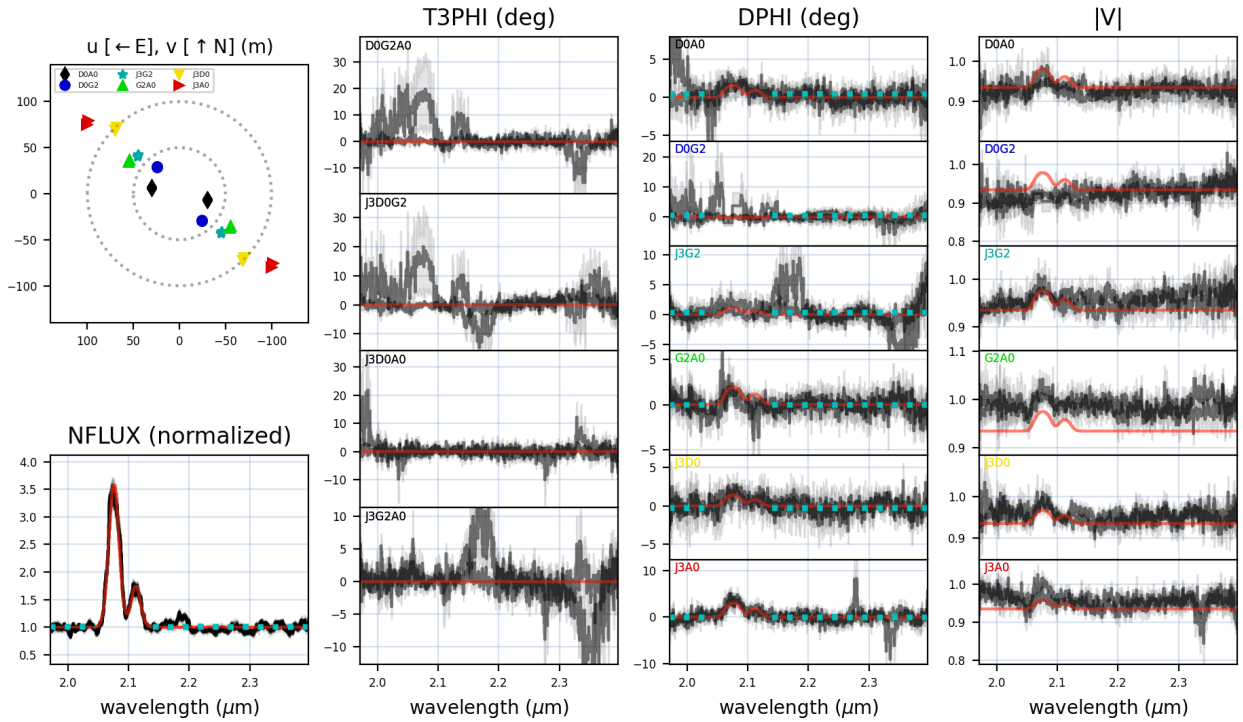 u [←E], v [↑N] (m)
D0A0
D0G2
J3G2
G2A0
J3D0
J3A0
100
50
0
−50
−100
100
50
0
−50
−100
NFLUX (normalized)
4.0
3.5
3.0
2.5
2.0
1.5
1.0
0.5
2.0
2.1
2.2
2.3
wavelength (μm)
T3PHI (deg)
D0G2A0
30
20
10
0
−10
J3D0G2
30
20
10
0
−10
J3D0A0
30
20
10
0
−10
J3G2A0
10
5
0
−5
−10
2.0
2.1
2.2
2.3
wavelength (μm)
DPHI (deg)
D0A0
5
0
−5
D0G2
20
10
0
J3G2
10
5
0
−5
G2A0
5
0
−5
J3D0
5
0
−5
J3A0
10
0
−10
2.0
2.1
2.2
2.3
wavelength (μm)
|V|
D0A0
1.0
0.9
D0G2
1.0
0.9
0.8
J3G2
1.0
0.9
G2A0
1.1
1.0
0.9
J3D0
1.0
0.9
J3A0
1.0
0.9
0.8
2.0
2.1
2.2
2.3
wavelength (μm)